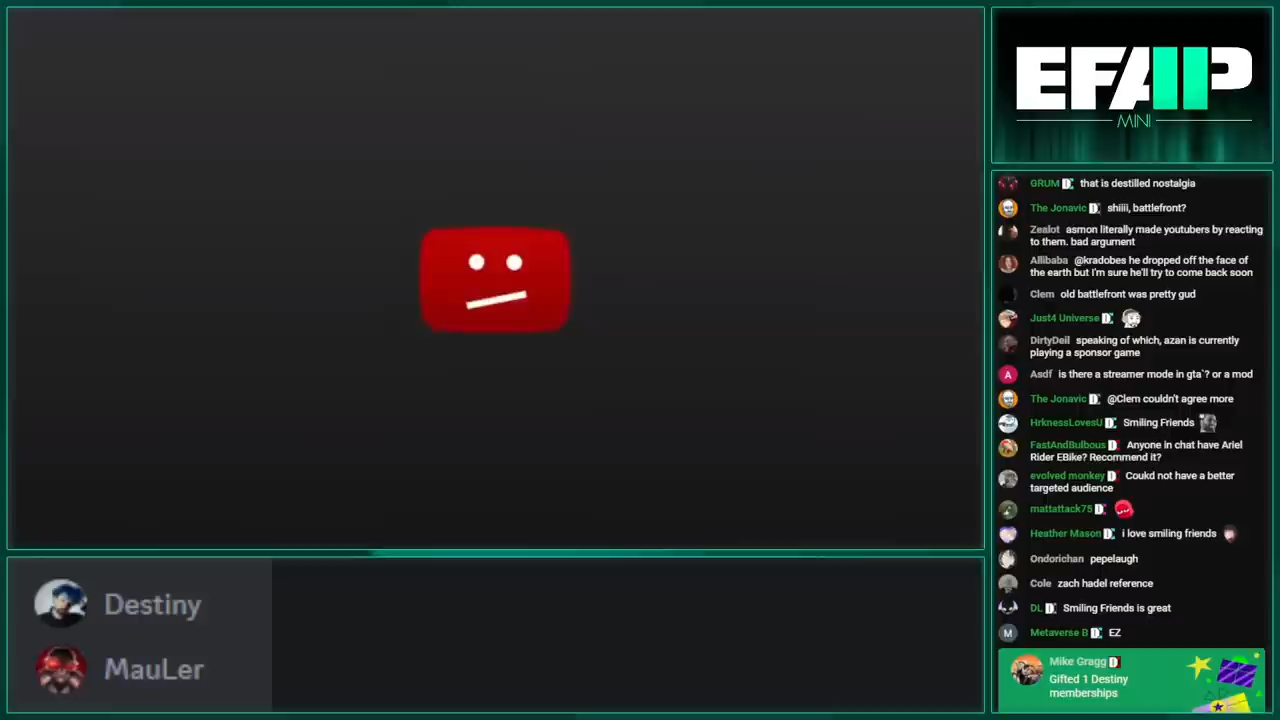 EFAP
MINI
GRUM that is destilled nostalgia
The Jonavic shiiii, battlefront?
Zealot asmon literally made youtubers by reacting
to them. bad argument
Allibaba @kradobes he dropped off the face of
the earth but I'm sure he'll try to come back soon
Clem old battlefront was pretty gud
Just4 Universe
DirtyDeil speaking of which, azan is currently
playing a sponsor game
A Asdf is there a streamer mode in gta`? or a mod
The Jonavic @Clem couldn't agree more
HrknessLovesU Smiling Friends
FastAndBulbous Anyone in chat have Ariel
Rider EBike? Recommend it?
evolved monkey Coukd not have a better
targeted audience
mattattack75
Heather Mason i love smiling friends
Ondorichan pepelaugh
Cole zach hadel reference
DL Smiling Friends is great
M Metaverse B EZ
Mike Gragg
Gifted 1 Destiny
memberships
Destiny
MauLer